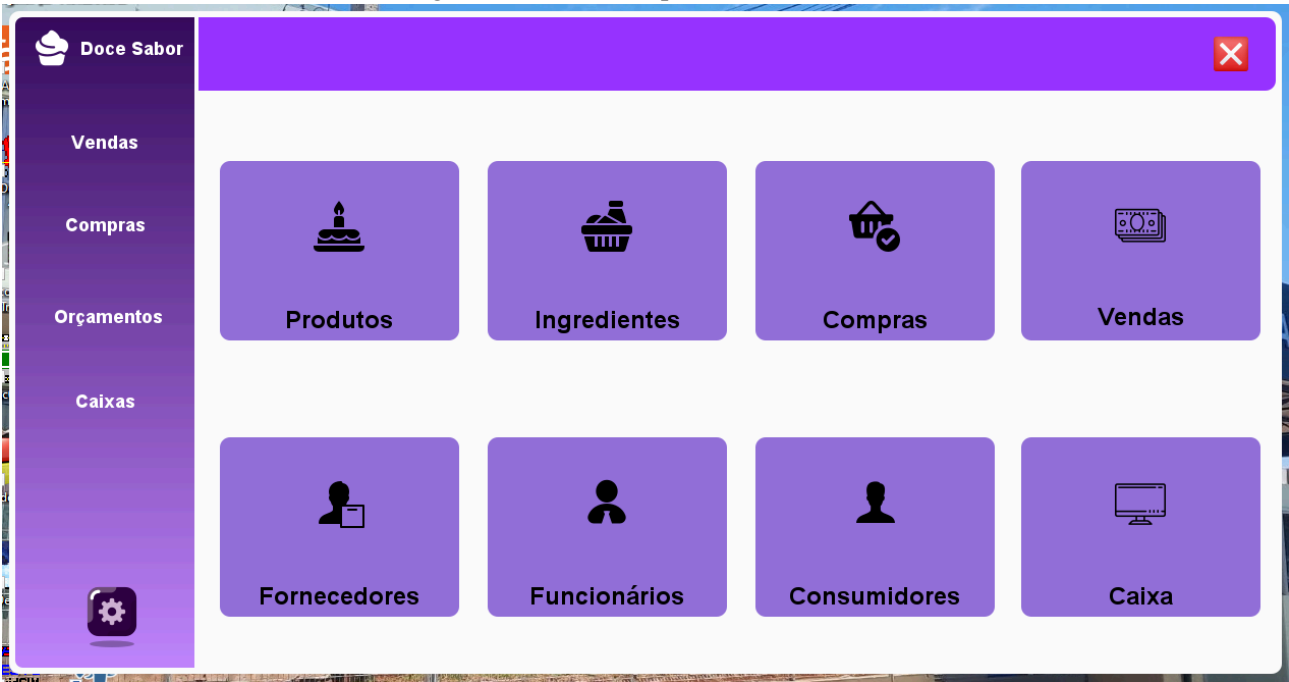 Doce Sabor
Vendas
Compras
Orçamentos
Caixas
Produtos
Ingredientes
Compras
Vendas
Fornecedores
Funcionários
Consumidores
Caixa